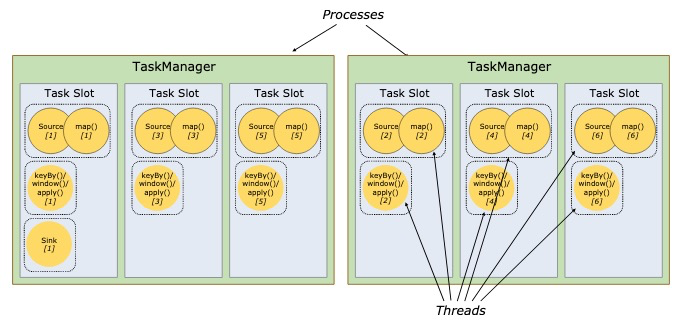 Processes
TaskManager
Task Slot
Source
[1]
map()
[1]
keyBy()/
window()/
apply()
[1]
Sink
[1]
Task Slot
Source
[3]
map()
[3]
keyBy()/
window()/
apply()
[3]
Task Slot
Source
[5]
map()
[5]
keyBy()/
window()/
apply()
[5]
TaskManager
Task Slot
Source
[2]
map()
[2]
keyBy()/
window()/
apply()
[2]
Task Slot
Source
[4]
map()
[4]
keyBy()/
window()/
apply()
[4]
Task Slot
Source
[6]
map()
[6]
keyBy()/
window()/
apply()
[6]
Threads